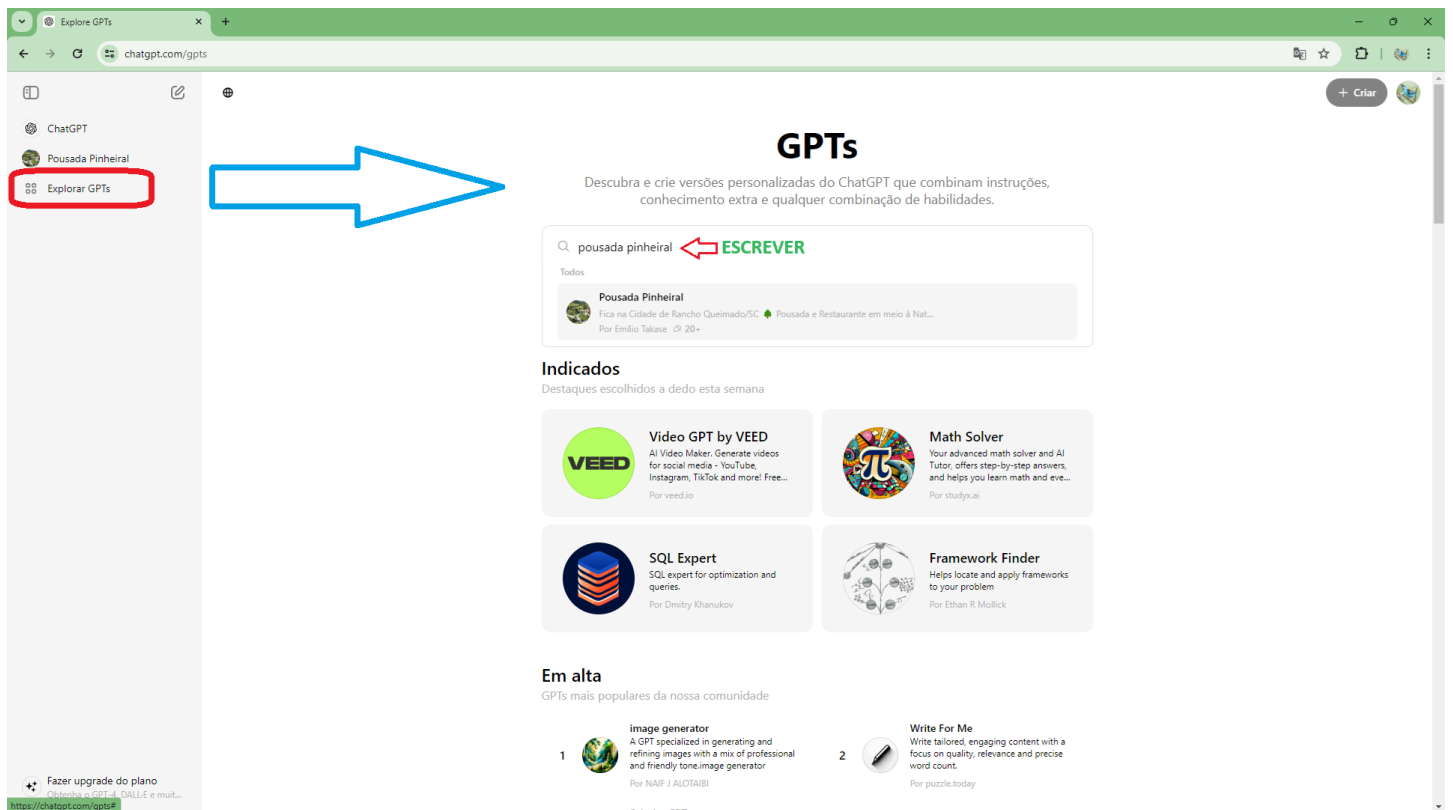 Explore GPTs
chatgpt.com/gpts
ChatGPT
Pousada Pinheiral
Explorar GPTs
+ Criar
GPTs
Descubra e crie versões personalizadas do ChatGPT que combinam instruções,
conhecimento extra e qualquer combinação de habilidades.
pousada pinheiral
ESCREVER
Todos
Pousada Pinheiral
Fica na Cidade de Rancho Queimado/SC 🌲 Pousada e Restaurante em meio à Nat...
Por Emílio Takase 20+
Indicados
Destaques escolhidos a dedo esta semana
VEED
Video GPT by VEED
AI Video Maker. Generate videos
for social media - YouTube,
Instagram, TikTok and more! Free...
Por veed.io
Math Solver
Your advanced math solver and AI
Tutor, offers step-by-step answers,
and helps you learn math and eve...
Por studyx.ai
SQL Expert
SQL expert for optimization and
queries.
Por Dmitry Khanukov
Framework Finder
Helps locate and apply frameworks
to your problem
Por Ethan R Mollick
Em alta
GPTs mais populares da nossa comunidade
1
image generator
A GPT specialized in generating and
refining images with a mix of professional
and friendly tone.image generator
Por NAIF J ALOTAIBI
2
Write For Me
Write tailored, engaging content with a
focus on quality, relevance and precise
word count.
Por puzzle.today
Fazer upgrade do plano
Obtenha o GPT-4, DALL·E e muit...
https://chatgpt.com/gpts#